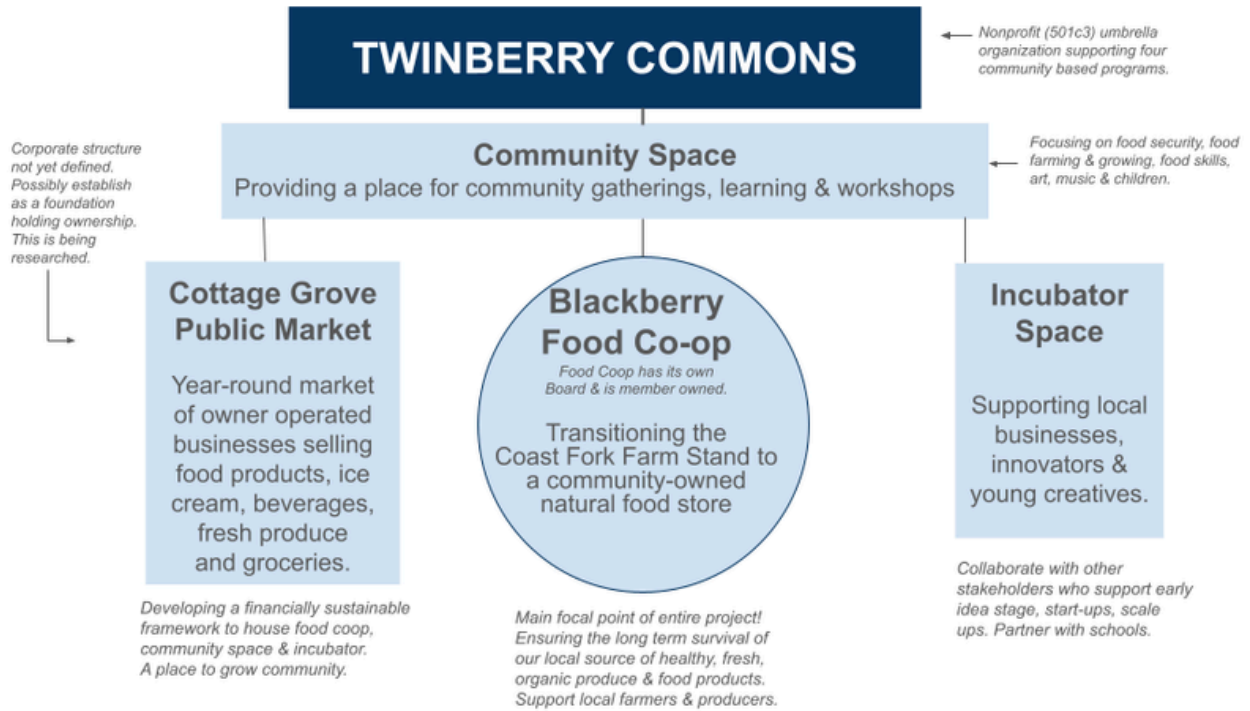 TWINBERRY COMMONS
Nonprofit (501c3) umbrella
organization supporting four
community based programs.
Community Space
Providing a place for community gatherings, learning & workshops
Focusing on food security, food
farming & growing, food skills,
art, music & children.
Corporate structure
not yet defined.
Possibly establish
as a foundation
holding ownership.
This is being
researched.
Cottage Grove
Public Market
Year-round market
of owner operated
businesses selling
food products, ice
cream, beverages,
fresh produce
and groceries.
Developing a financially sustainable
framework to house food coop,
community space & incubator.
A place to grow community.
Blackberry
Food Co-op
Food Coop has its own
Board & is member owned.
Transitioning the
Coast Fork Farm Stand to
a community-owned
natural food store
Main focal point of entire project!
Ensuring the long term survival of
our local source of healthy, fresh,
organic produce & food products.
Support local farmers & producers.
Incubator
Space
Supporting local
businesses,
innovators &
young creatives.
Collaborate with other
stakeholders who support early
idea stage, start-ups, scale
ups. Partner with schools.